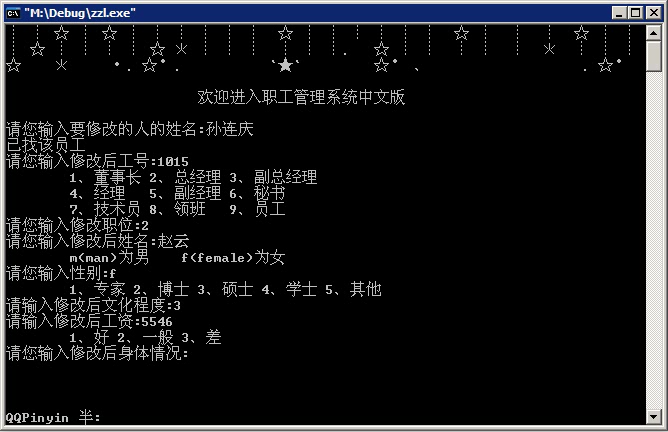 "M:\Debug\zzl.exe"
欢迎进入职工管理系统中文版
请您输入要修改的人的姓名:孙连庆
已找该员工
请您输入修改后工号:1015
1、董事长 2、总经理 3、副总经理
4、经理 5、副经理 6、秘书
7、技术员 8、领班 9、员工
请您输入修改职位:2
请您输入修改后姓名:赵云
m(man)为男 f(female)为女
请您输入性别:f
1、专家 2、博士 3、硕士 4、学士 5、其他
请输入修改后文化程度:3
请输入修改后工资:5546
1、好 2、一般 3、差
请您输入修改后身体情况:
QQPinyin 半: